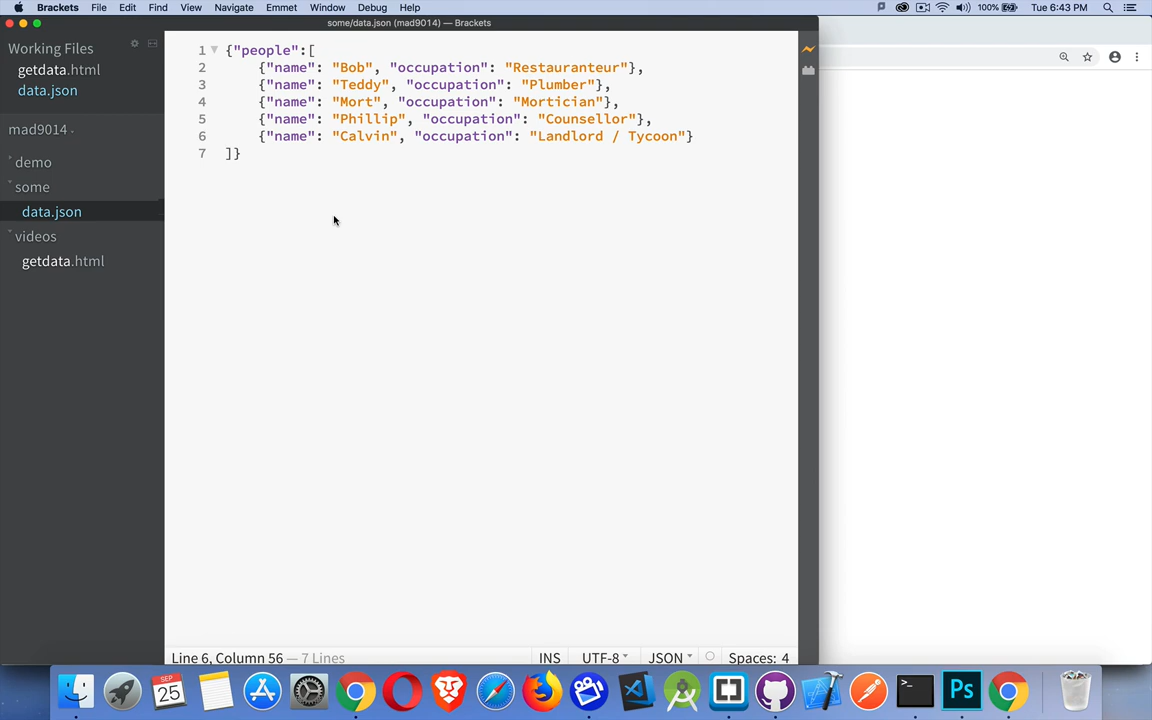 Brackets File Edit Find View Navigate Emmet Window Debug Help 100% Tue 6:43 PM
some/data.json (mad9014) — Brackets
Working Files
getdata.html
data.json
mad9014
demo
some
data.json
videos
getdata.html
1 {"people":[
2 {"name": "Bob", "occupation": "Restauranteur"},
3 {"name": "Teddy", "occupation": "Plumber"},
4 {"name": "Mort", "occupation": "Mortician"},
5 {"name": "Phillip", "occupation": "Counsellor"},
6 {"name": "Calvin", "occupation": "Landlord / Tycoon"}
7 ]}
Line 6, Column 56 — 7 Lines INS UTF-8 JSON Spaces: 4
SEP
25
Ps